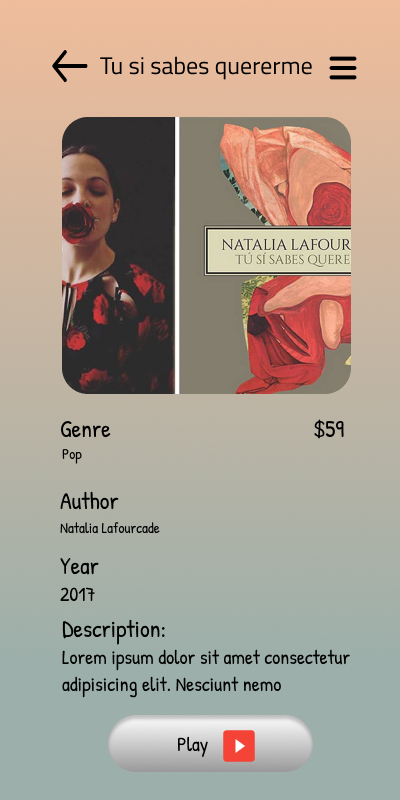 Tu si sabes quererme
NATALIA LAFOUR
TÚ SÍ SABES QUERE
Genre
$59
Pop
Author
Natalia Lafourcade
Year
2017
Description:
Lorem ipsum dolor sit amet consectetur
adipisicing elit. Nesciunt nemo
Play